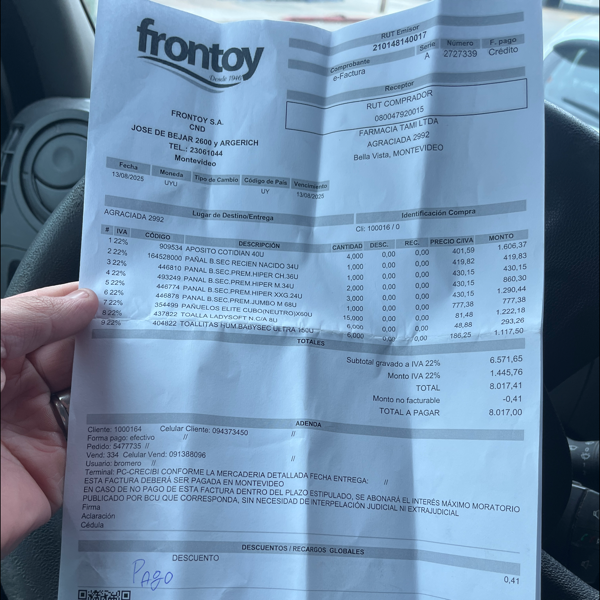 frontoy
Desde 1946
RUT Emisor
210148140017
Comprobante Serie Número F. pago
e-Factura A 2727339 Crédito
Receptor
RUT COMPRADOR
080047920015
FARMACIA TAMI LTDA
AGRACIADA 2992
Bella Vista, MONTEVIDEO
FRONTOY S.A.
CND
JOSE DE BEJAR 2600 y ARGERICH
TEL.: 23061044
Montevideo
Fecha Moneda Tipo de Cambio Código de País Vencimiento
13/08/2025 UYU UY 13/08/2025
Lugar de Destino/Entrega Identificación Compra
AGRACIADA 2992 Cli: 100016 / 0
# IVA CÓDIGO DESCRIPCIÓN CANTIDAD DESC. REC. PRECIO C/IVA MONTO
1 22% 909534 APOSITO COTIDIAN 40U 4,000 0,00 0,00 401,59 1.606,37
2 22% 164528000 PAÑAL B.SEC RECIEN NACIDO 34U 1,000 0,00 0,00 419,82 419,83
3 22% 446810 PANAL B.SEC.PREM.HIPER CH.36U 1,000 0,00 0,00 430,15 430,15
4 22% 493249 PANAL B.SEC.PREM.HIPER M.34U 2,000 0,00 0,00 430,15 860,30
5 22% 446774 PANAL B.SEC.PREM.HIPER XXG.24U 3,000 0,00 0,00 430,15 1.290,44
6 22% 446878 PANAL B.SEC.PREM.JUMBO M 68U 1,000 0,00 0,00 777,38 777,38
7 22% 354499 PAÑUELOS ELITE CUBO(NEUTRO)X60U 15,000 0,00 0,00 81,48 1.222,18
8 22% 437822 TOALLA LADYSOFT N.C/A 8U 6,000 0,00 0,00 48,88 293,26
9 22% 404822 TOALLITAS HUM.BABYSEC ULTRA 160U 6,000 0,00 0,00 186,25 1.117,50
TOTALES
Subtotal gravado a IVA 22% 6.571,65
Monto IVA 22% 1.445,76
TOTAL 8.017,41
Monto no facturable -0,41
TOTAL A PAGAR 8.017,00
ADENDA
Cliente: 1000164 Celular Cliente: 094373450 //
Forma pago: efectivo //
Pedido: 5477735 //
Vend: 334 Celular Vend: 091388096 //
Usuario: bromero //
Terminal: PC-CRECIBI CONFORME LA MERCADERIA DETALLADA FECHA ENTREGA: //
ESTA FACTURA DEBERÁ SER PAGADA EN MONTEVIDEO
EN CASO DE NO PAGO DE ESTA FACTURA DENTRO DEL PLAZO ESTIPULADO, SE ABONARÁ EL INTERÉS MÁXIMO MORATORIO
PUBLICADO POR BCU QUE CORRESPONDA, SIN NECESIDAD DE INTERPELACIÓN JUDICIAL NI EXTRAJUDICIAL
Firma
Aclaración
Cédula
DESCUENTOS / RECARGOS GLOBALES
DESCUENTO 0,41
PAGO